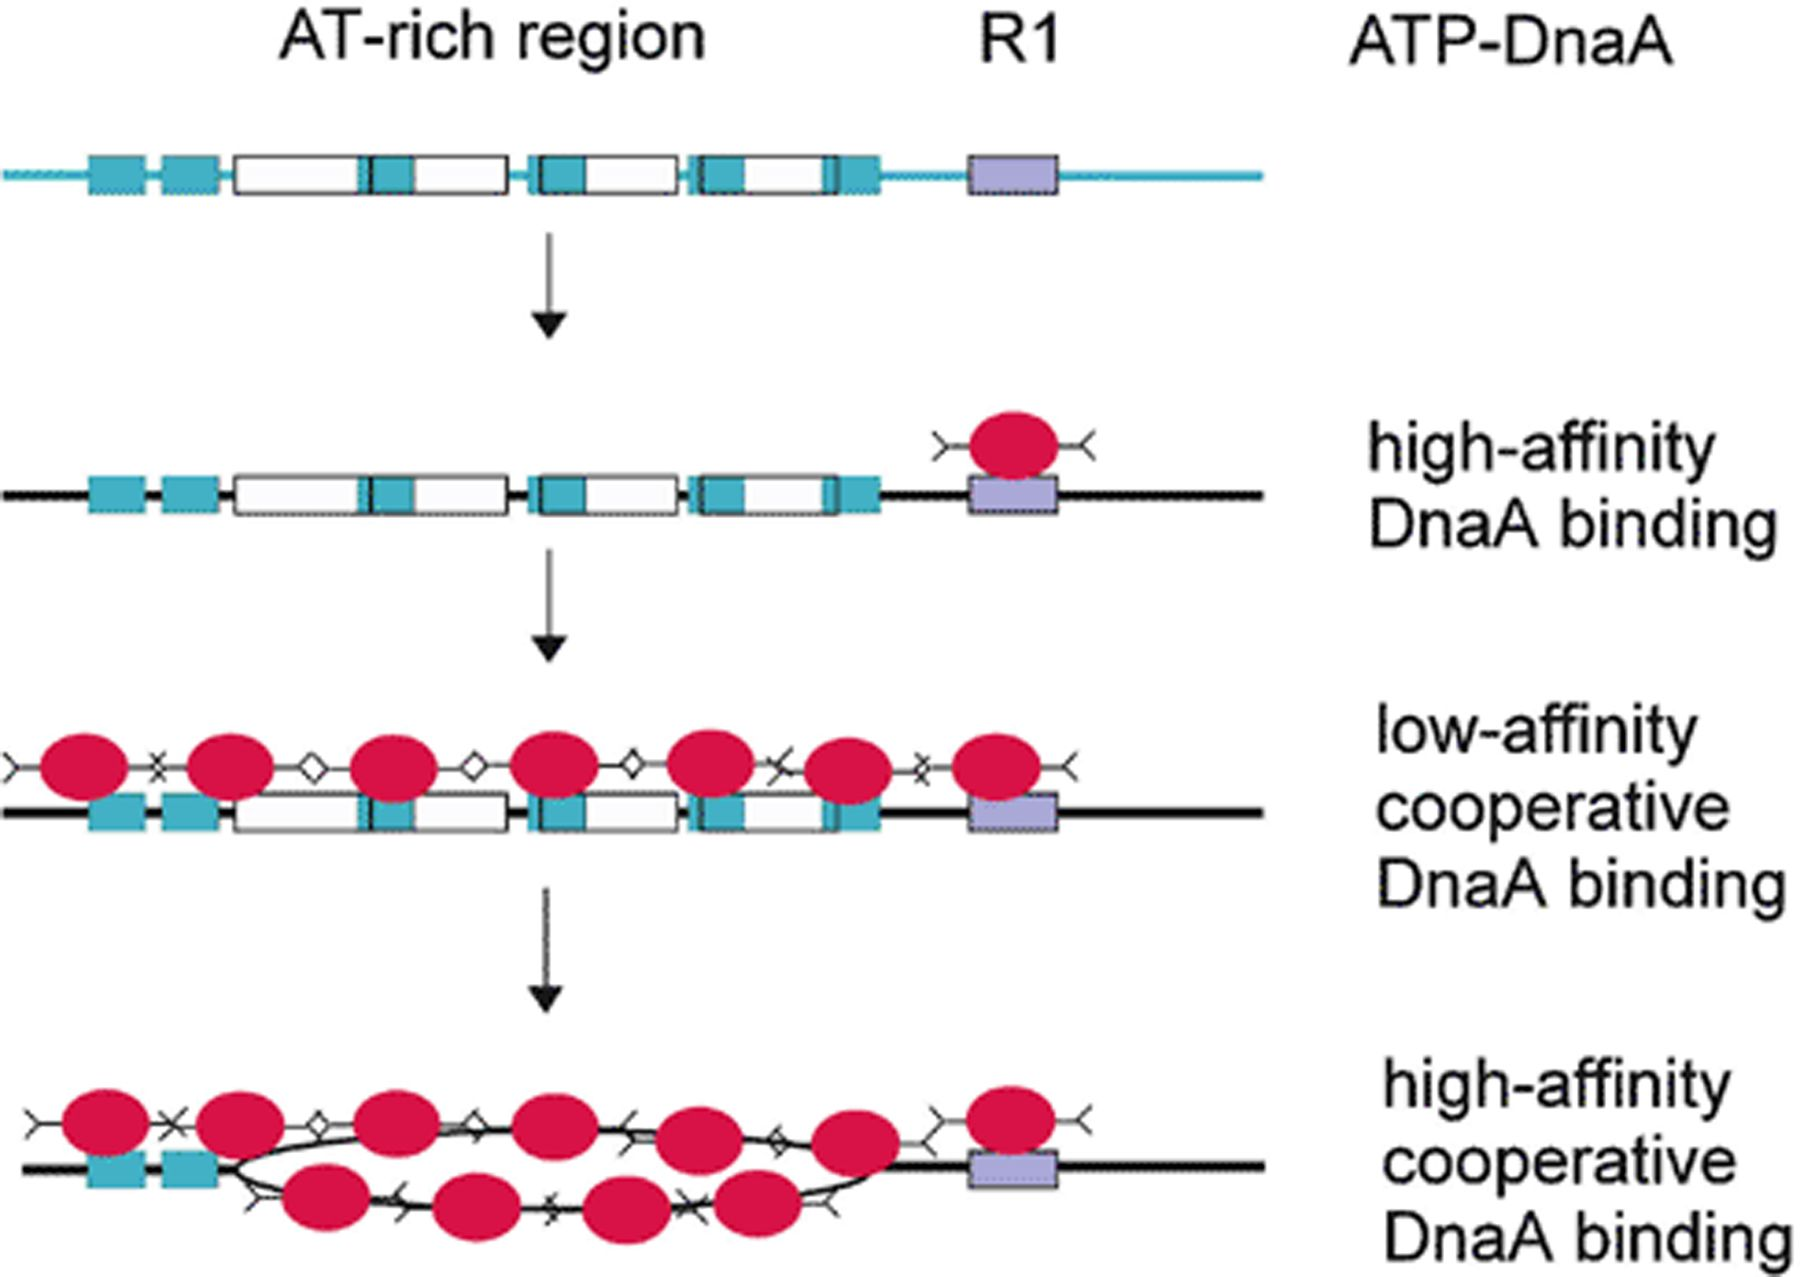 AT-rich region
R1
ATP-DnaA
high-affinity
DnaA binding
low-affinity
cooperative
DnaA binding
high-affinity
cooperative
DnaA binding